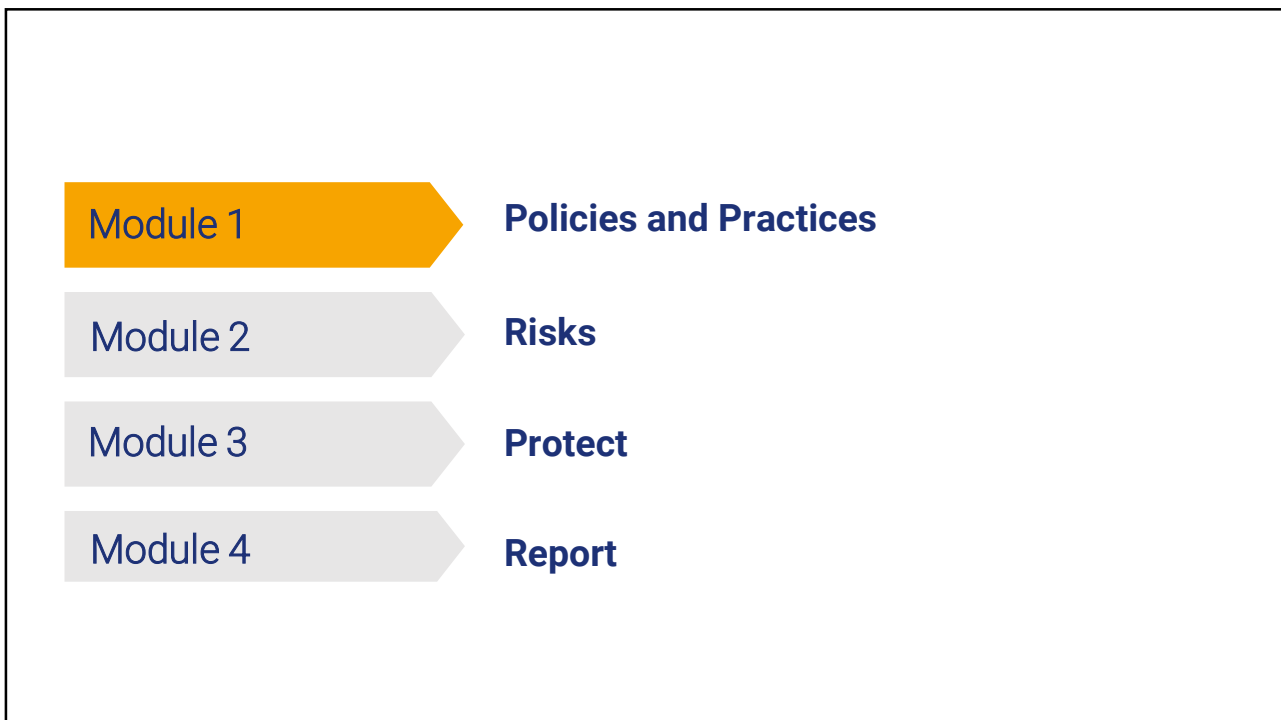 Module 1
Policies and Practices
Module 2
Risks
Module 3
Protect
Module 4
Report